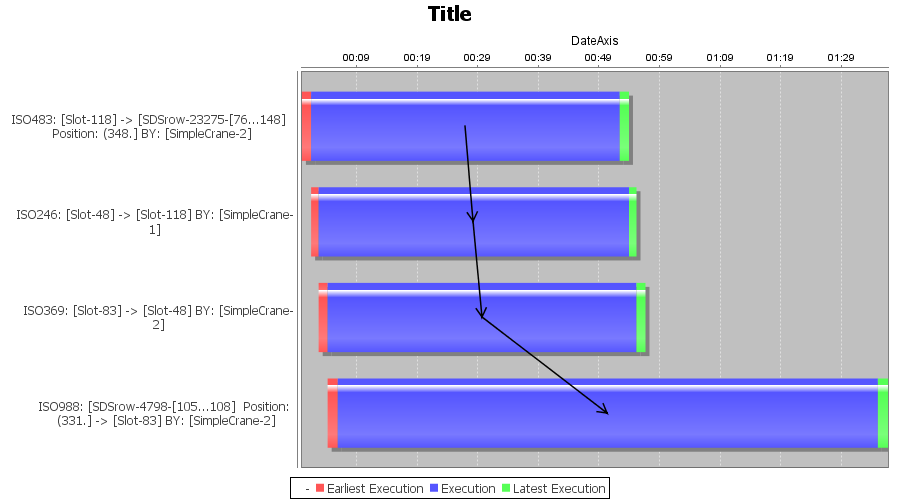 Title
DateAxis
00:09 00:19 00:29 00:39 00:49 00:59 01:09 01:19 01:29
ISO483: [Slot-118] -> [SDSrow-23275-[76...148]
Position: (348.] BY: [SimpleCrane-2]
ISO246: [Slot-48] -> [Slot-118] BY: [SimpleCrane-
1]
ISO369: [Slot-83] -> [Slot-48] BY: [SimpleCrane-
2]
ISO988: [SDSrow-4798-[105...108] Position:
(331.] -> [Slot-83] BY: [SimpleCrane-2]
- Earliest Execution Execution Latest Execution